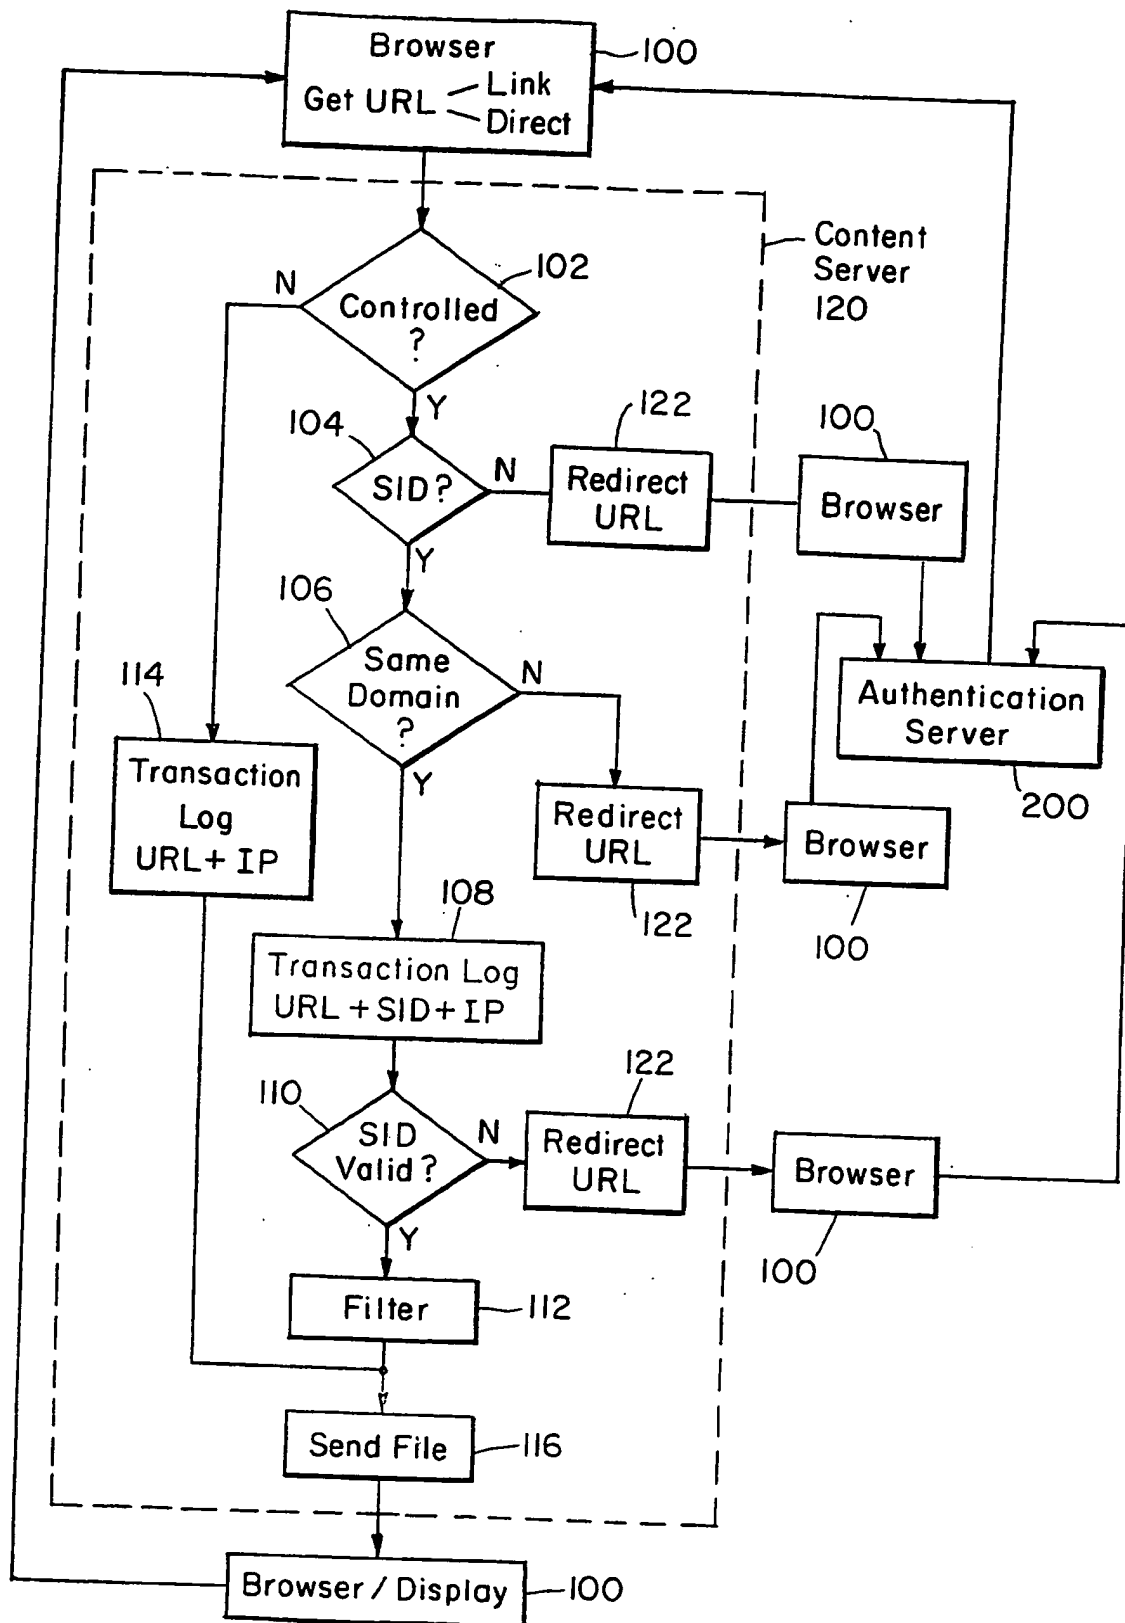 Browser
100
Get URL
Link
Direct
Content
Server
120
102
N
Controlled
?
Y
104
SID?
N
122
Redirect
URL
100
Browser
Y
106
Same
Domain
?
N
Authentication
Server
200
114
Transaction
Log
URL+ IP
Y
Redirect
URL
122
Browser
100
108
Transaction Log
URL+SID+IP
110
SID
Valid?
N
122
Redirect
URL
Browser
100
Y
Filter
112
Send File
116
Browser / Display
100